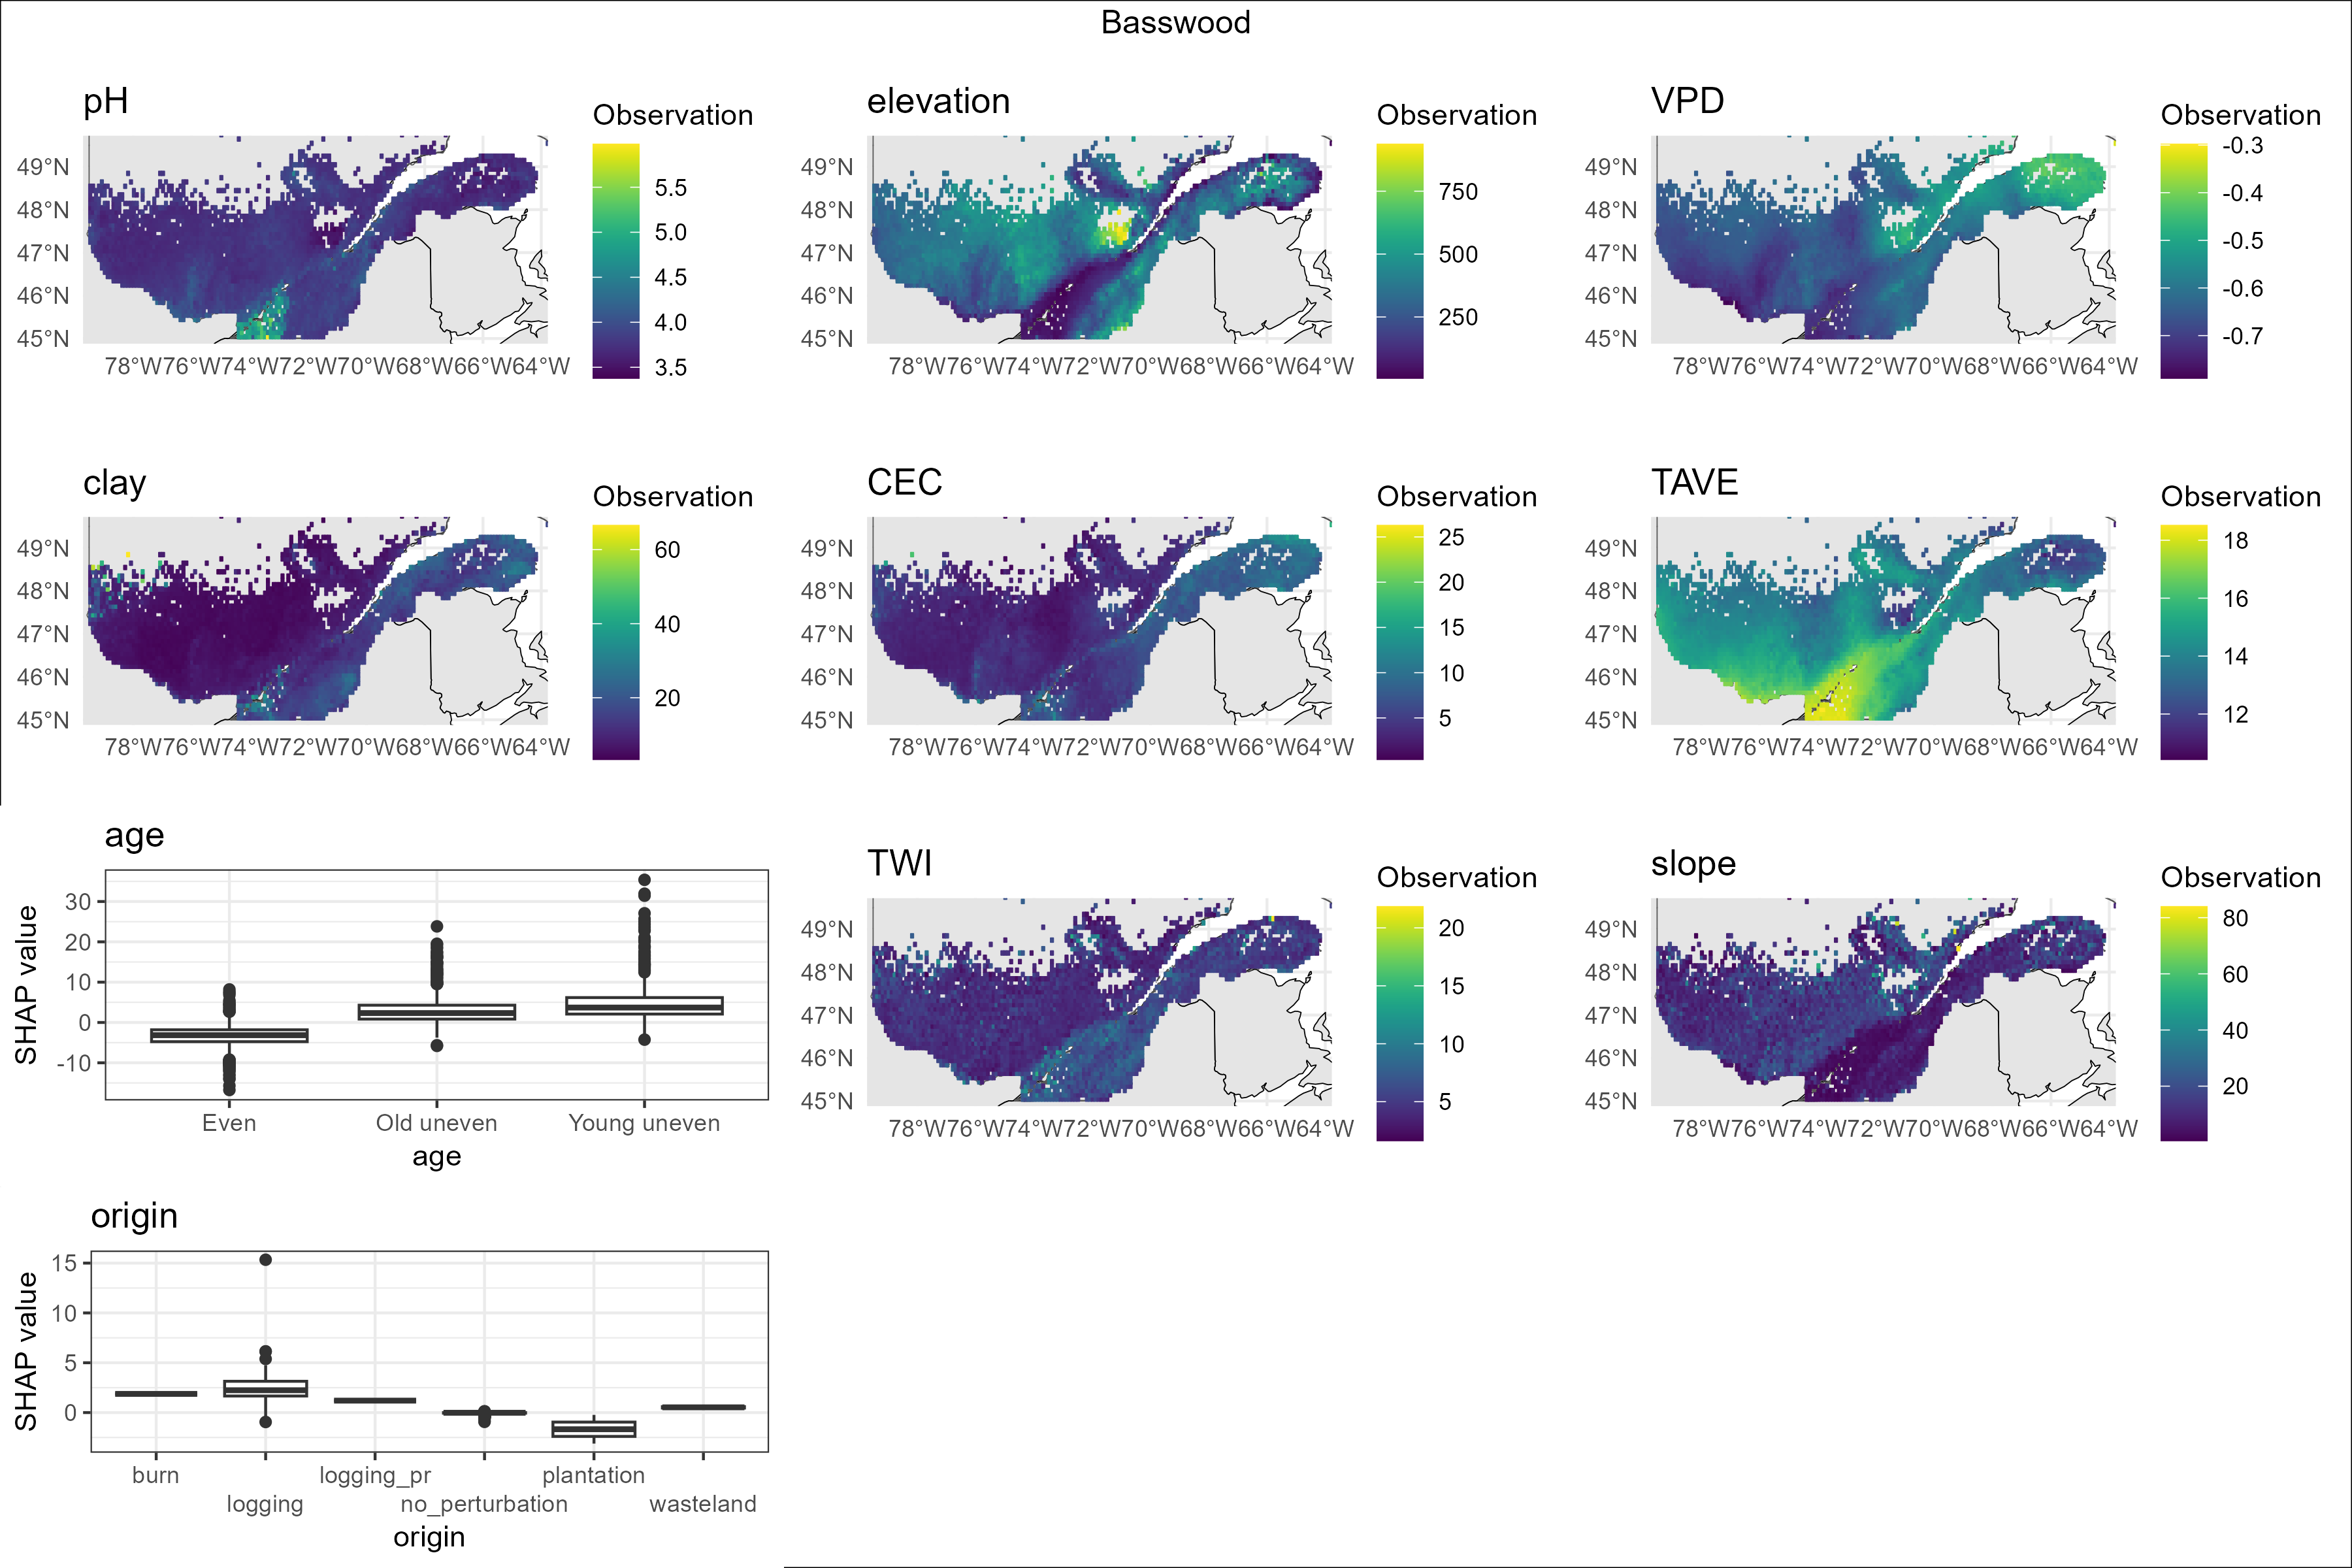 Basswood
pH
Observation
49°N
48°N
47°N
46°N
45°N
78°W76°W74°W72°W70°W68°W66°W64°W
5.5
5.0
4.5
4.0
3.5
elevation
Observation
49°N
48°N
47°N
46°N
45°N
78°W76°W74°W72°W70°W68°W66°W64°W
750
500
250
VPD
Observation
49°N
48°N
47°N
46°N
45°N
78°W76°W74°W72°W70°W68°W66°W64°W
-0.3
-0.4
-0.5
-0.6
-0.7
clay
Observation
49°N
48°N
47°N
46°N
45°N
78°W76°W74°W72°W70°W68°W66°W64°W
60
40
20
CEC
Observation
49°N
48°N
47°N
46°N
45°N
78°W76°W74°W72°W70°W68°W66°W64°W
25
20
15
10
5
TAVE
Observation
49°N
48°N
47°N
46°N
45°N
78°W76°W74°W72°W70°W68°W66°W64°W
18
16
14
12
age
SHAP value
30
20
10
0
-10
Even Old uneven Young uneven
age
TWI
Observation
49°N
48°N
47°N
46°N
45°N
78°W76°W74°W72°W70°W68°W66°W64°W
20
15
10
5
slope
Observation
49°N
48°N
47°N
46°N
45°N
78°W76°W74°W72°W70°W68°W66°W64°W
80
60
40
20
origin
SHAP value
15
10
5
0
burn logging_pr plantation
logging no_perturbation wasteland
origin